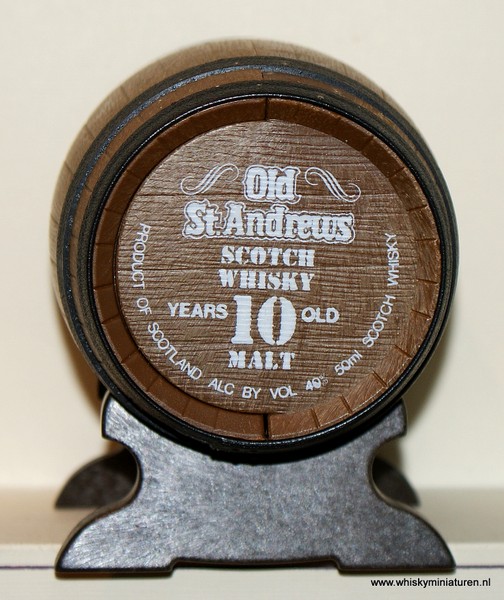 Old
St. Andrews
SCOTCH
WHISKY
YEARS 10 OLD
MALT
PRODUCT OF SCOTLAND ALC BY VOL 40% 50ml SCOTCH WHISKY
www.whiskyminiaturen.nl